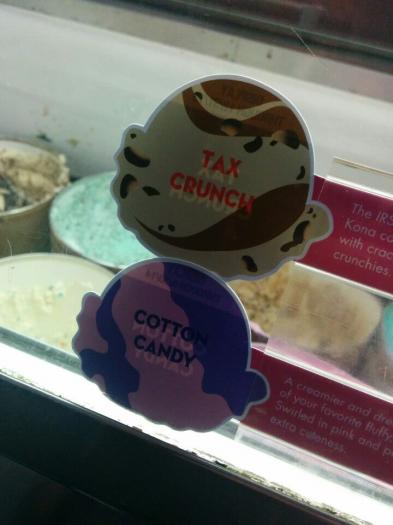 TAX
CRUNCH
The IRS
Kona co
with crac
crunchies.
COTTON
CANDY
A creamier and dre
of your favorite fluffy
Swirled in pink and p
extra cuteness.